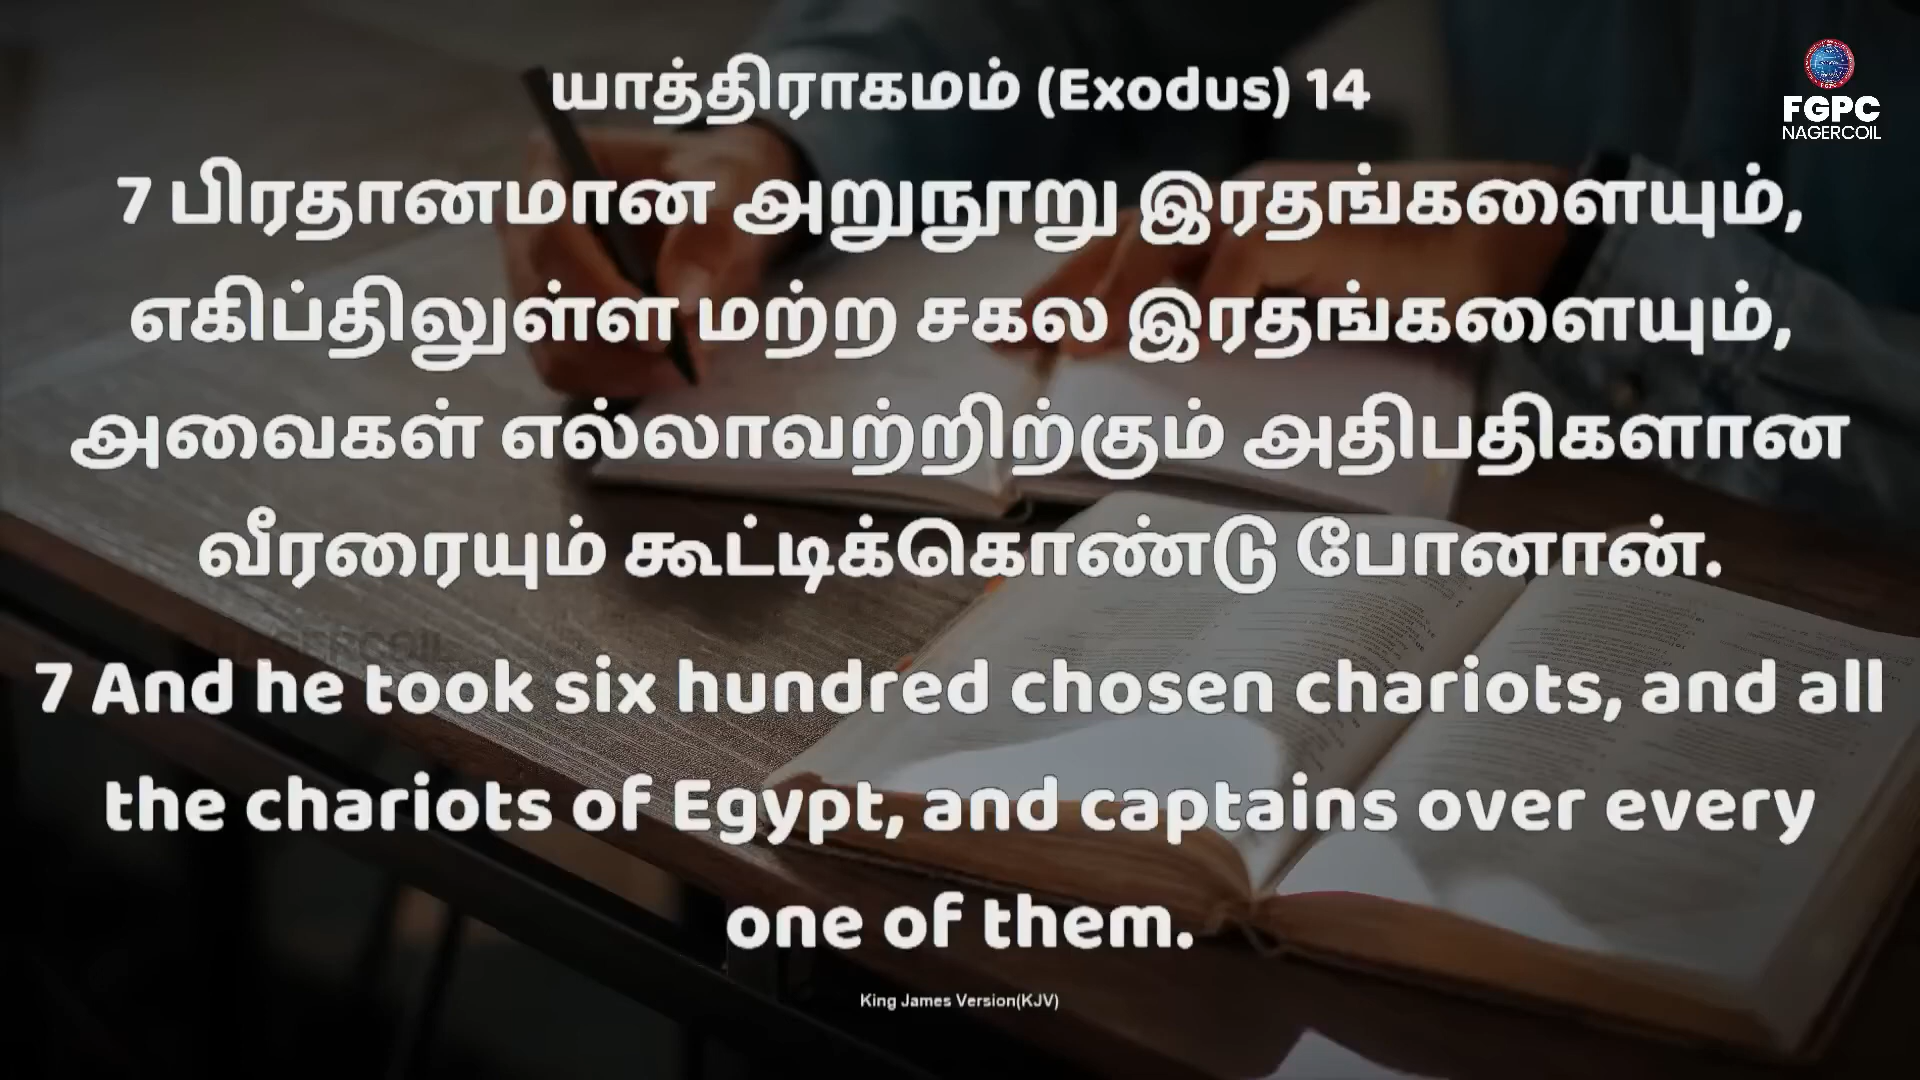 யாத்திராகமம் (Exodus) 14
FGPC
NAGERCOIL
7 பிரதானமான அறுநூறு இரதங்களையும்,
எகிப்திலுள்ள மற்ற சகல இரதங்களையும்,
அவைகள் எல்லாவற்றிற்கும் அதிபதிகளான
வீரரையும் கூட்டிக்கொண்டு போனான்.
7 And he took six hundred chosen chariots, and all
the chariots of Egypt, and captains over every
one of them.
King James Version(KJV)